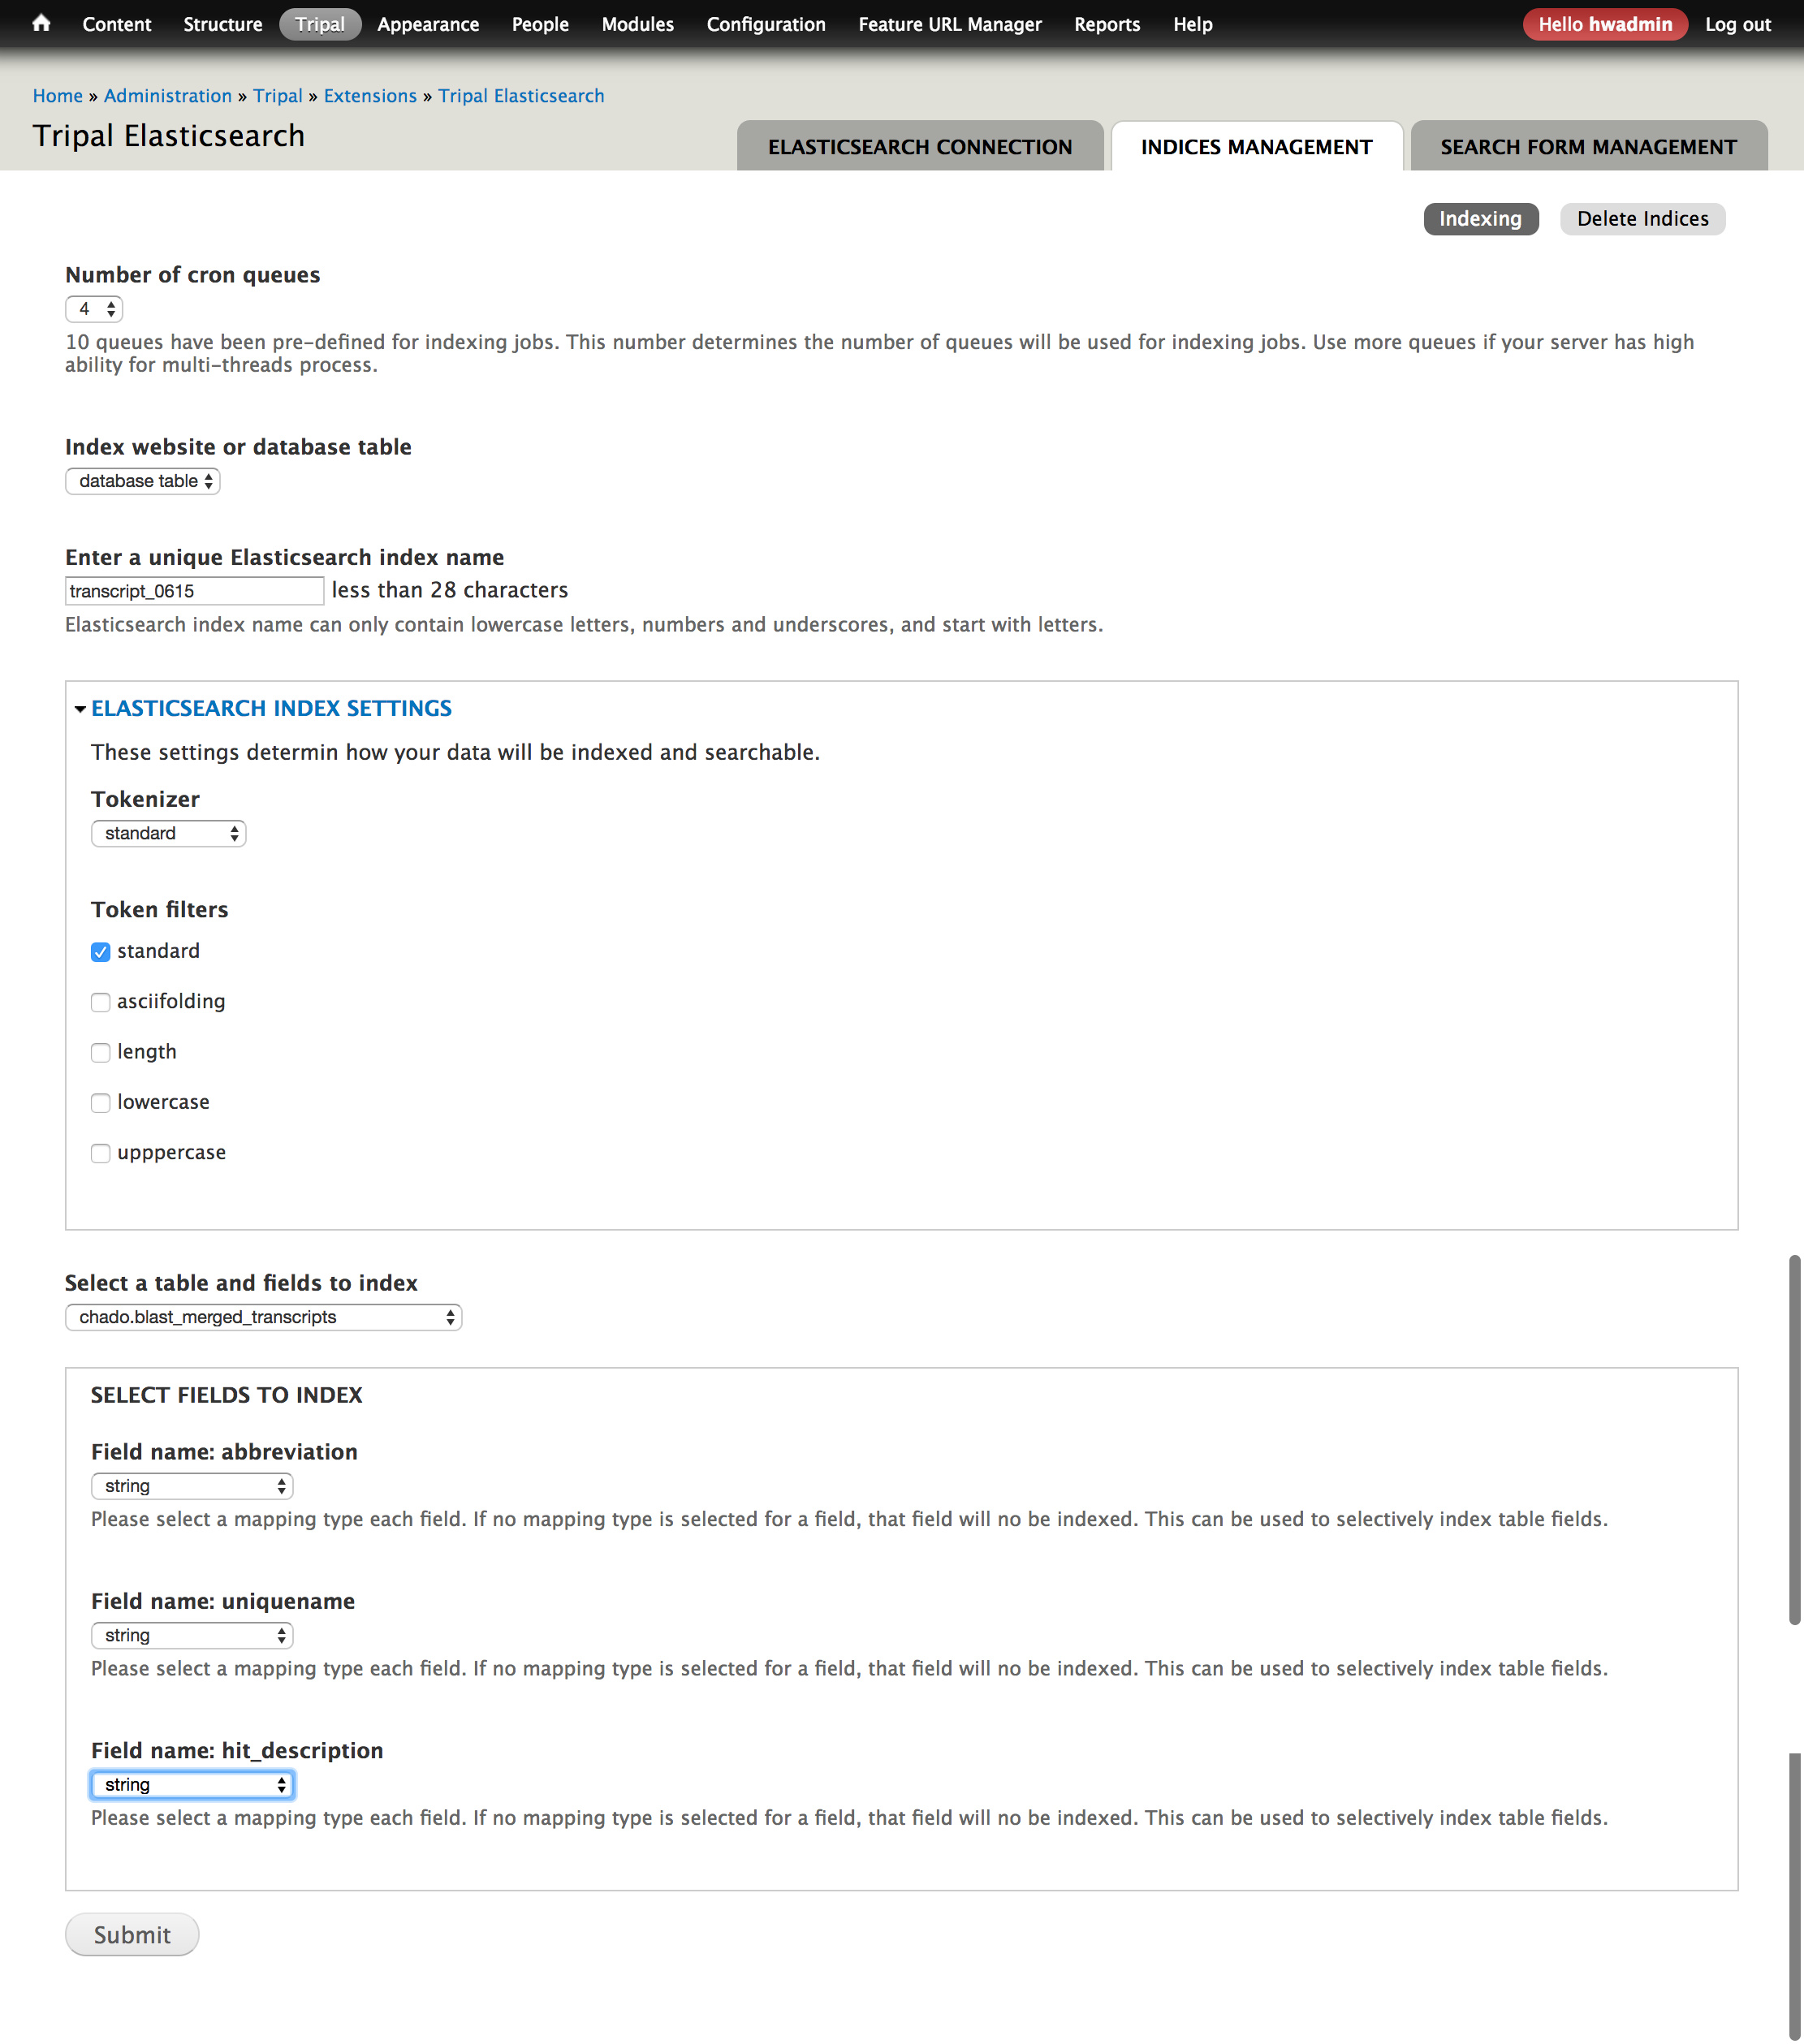 Content Structure Tripal Appearance People Modules Configuration Feature URL Manager Reports Help Hello hwadmin Log out
Home » Administration » Tripal » Extensions » Tripal Elasticsearch
Tripal Elasticsearch
ELASTICSEARCH CONNECTION INDICES MANAGEMENT SEARCH FORM MANAGEMENT
Indexing Delete Indices
Number of cron queues
4
10 queues have been pre-defined for indexing jobs. This number determines the number of queues will be used for indexing jobs. Use more queues if your server has high
ability for multi-threads process.
Index website or database table
database table
Enter a unique Elasticsearch index name
transcript_0615 less than 28 characters
Elasticsearch index name can only contain lowercase letters, numbers and underscores, and start with letters.
ELASTICSEARCH INDEX SETTINGS
These settings determin how your data will be indexed and searchable.
Tokenizer
standard
Token filters
standard
asciifolding
length
lowercase
upppercase
Select a table and fields to index
chado.blast_merged_transcripts
SELECT FIELDS TO INDEX
Field name: abbreviation
string
Please select a mapping type each field. If no mapping type is selected for a field, that field will no be indexed. This can be used to selectively index table fields.
Field name: uniquename
string
Please select a mapping type each field. If no mapping type is selected for a field, that field will no be indexed. This can be used to selectively index table fields.
Field name: hit_description
string
Please select a mapping type each field. If no mapping type is selected for a field, that field will no be indexed. This can be used to selectively index table fields.
Submit